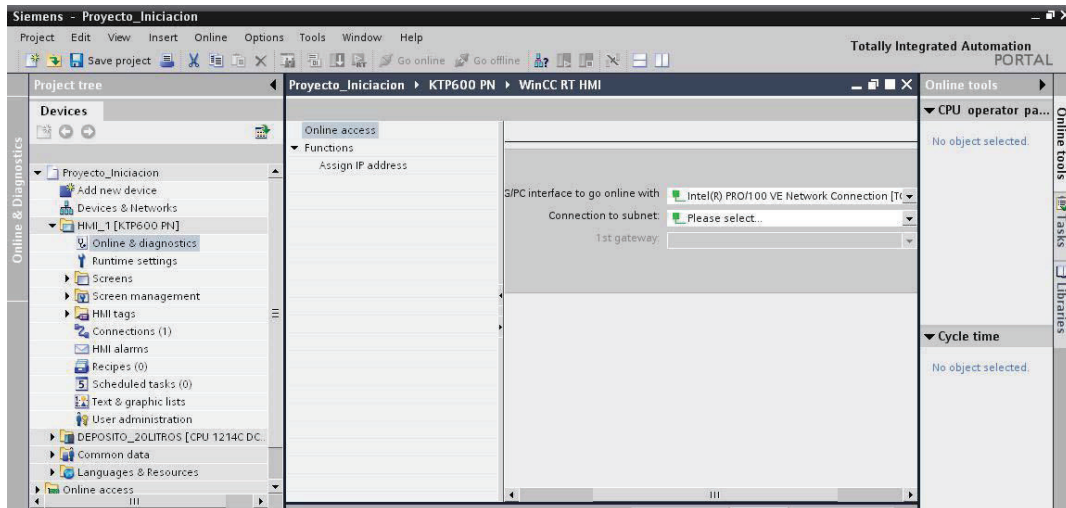 Siemens - Proyecto_Iniciacion
Project Edit View Insert Online Options Tools Window Help
Totally Integrated Automation
PORTAL
Save project Go online Go offline
Project tree
Proyecto_Iniciacion KTP600 PN WinCC RT HMI
Online tools
Devices
Online & Diagnostics
Proyecto_Iniciacion
Add new device
Devices & Networks
HMI_1 [KTP600 PN]
Online & diagnostics
Runtime settings
Screens
Screen management
HMI tags
Connections (1)
HMI alarms
Recipes (0)
Scheduled tasks (0)
Text & graphic lists
User administration
DEPOSITO_20LITROS [CPU 1214C DC...
Common data
Languages & Resources
Online access
Online access
Functions
Assign IP address
G/PC interface to go online with Intel(R) PRO/100 VE Network Connection [TC
Connection to subnet: Please select...
1st gateway:
CPU operator pa...
No object selected.
Cycle time
No object selected.
Online tools
Tasks
Libraries